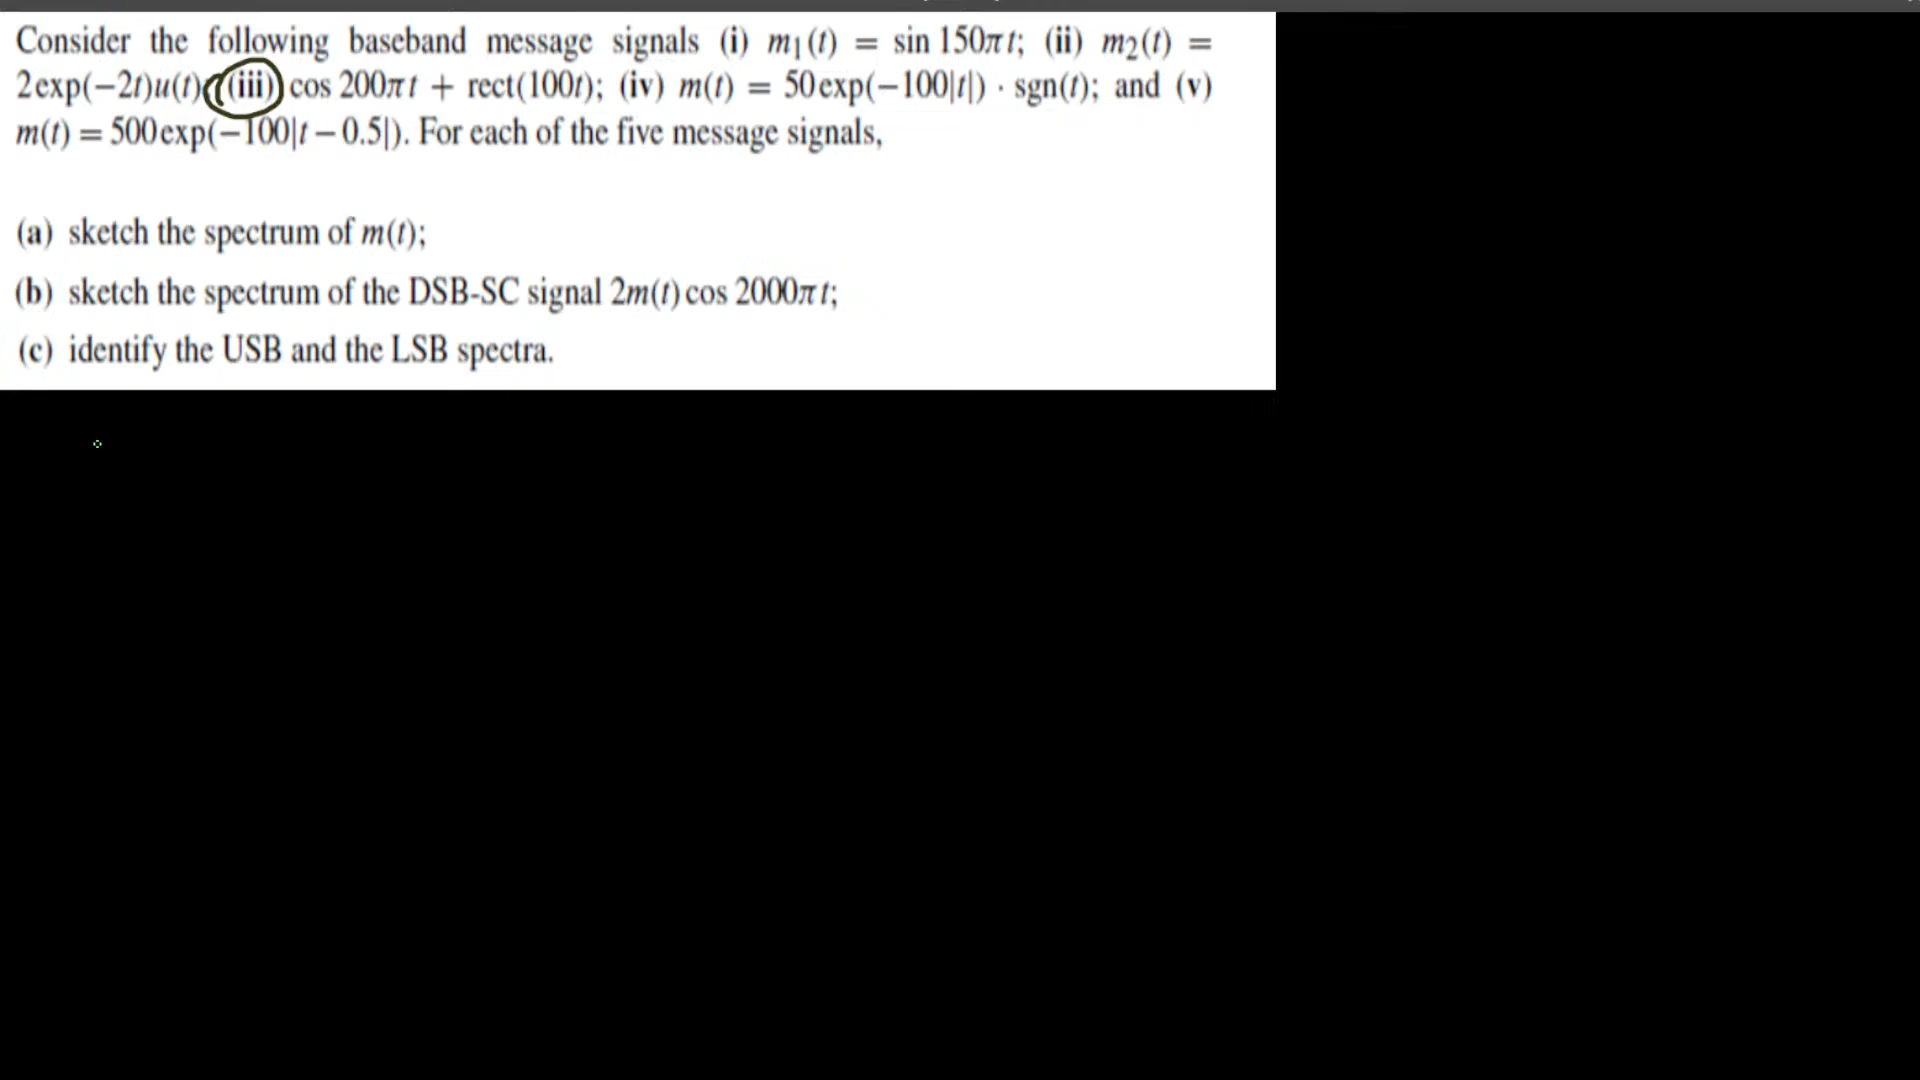 Consider the following baseband message signals (i) m₁(t) = sin 150πt; (ii) m₂(t) =
2exp(−2t)u(t) (iii) cos 200πt + rect(100t); (iv) m(t) = 50exp(−100|t|) · sgn(t); and (v)
m(t) = 500exp(−100|t − 0.5|). For each of the five message signals,
(a) sketch the spectrum of m(t);
(b) sketch the spectrum of the DSB-SC signal 2m(t) cos 2000πt;
(c) identify the USB and the LSB spectra.